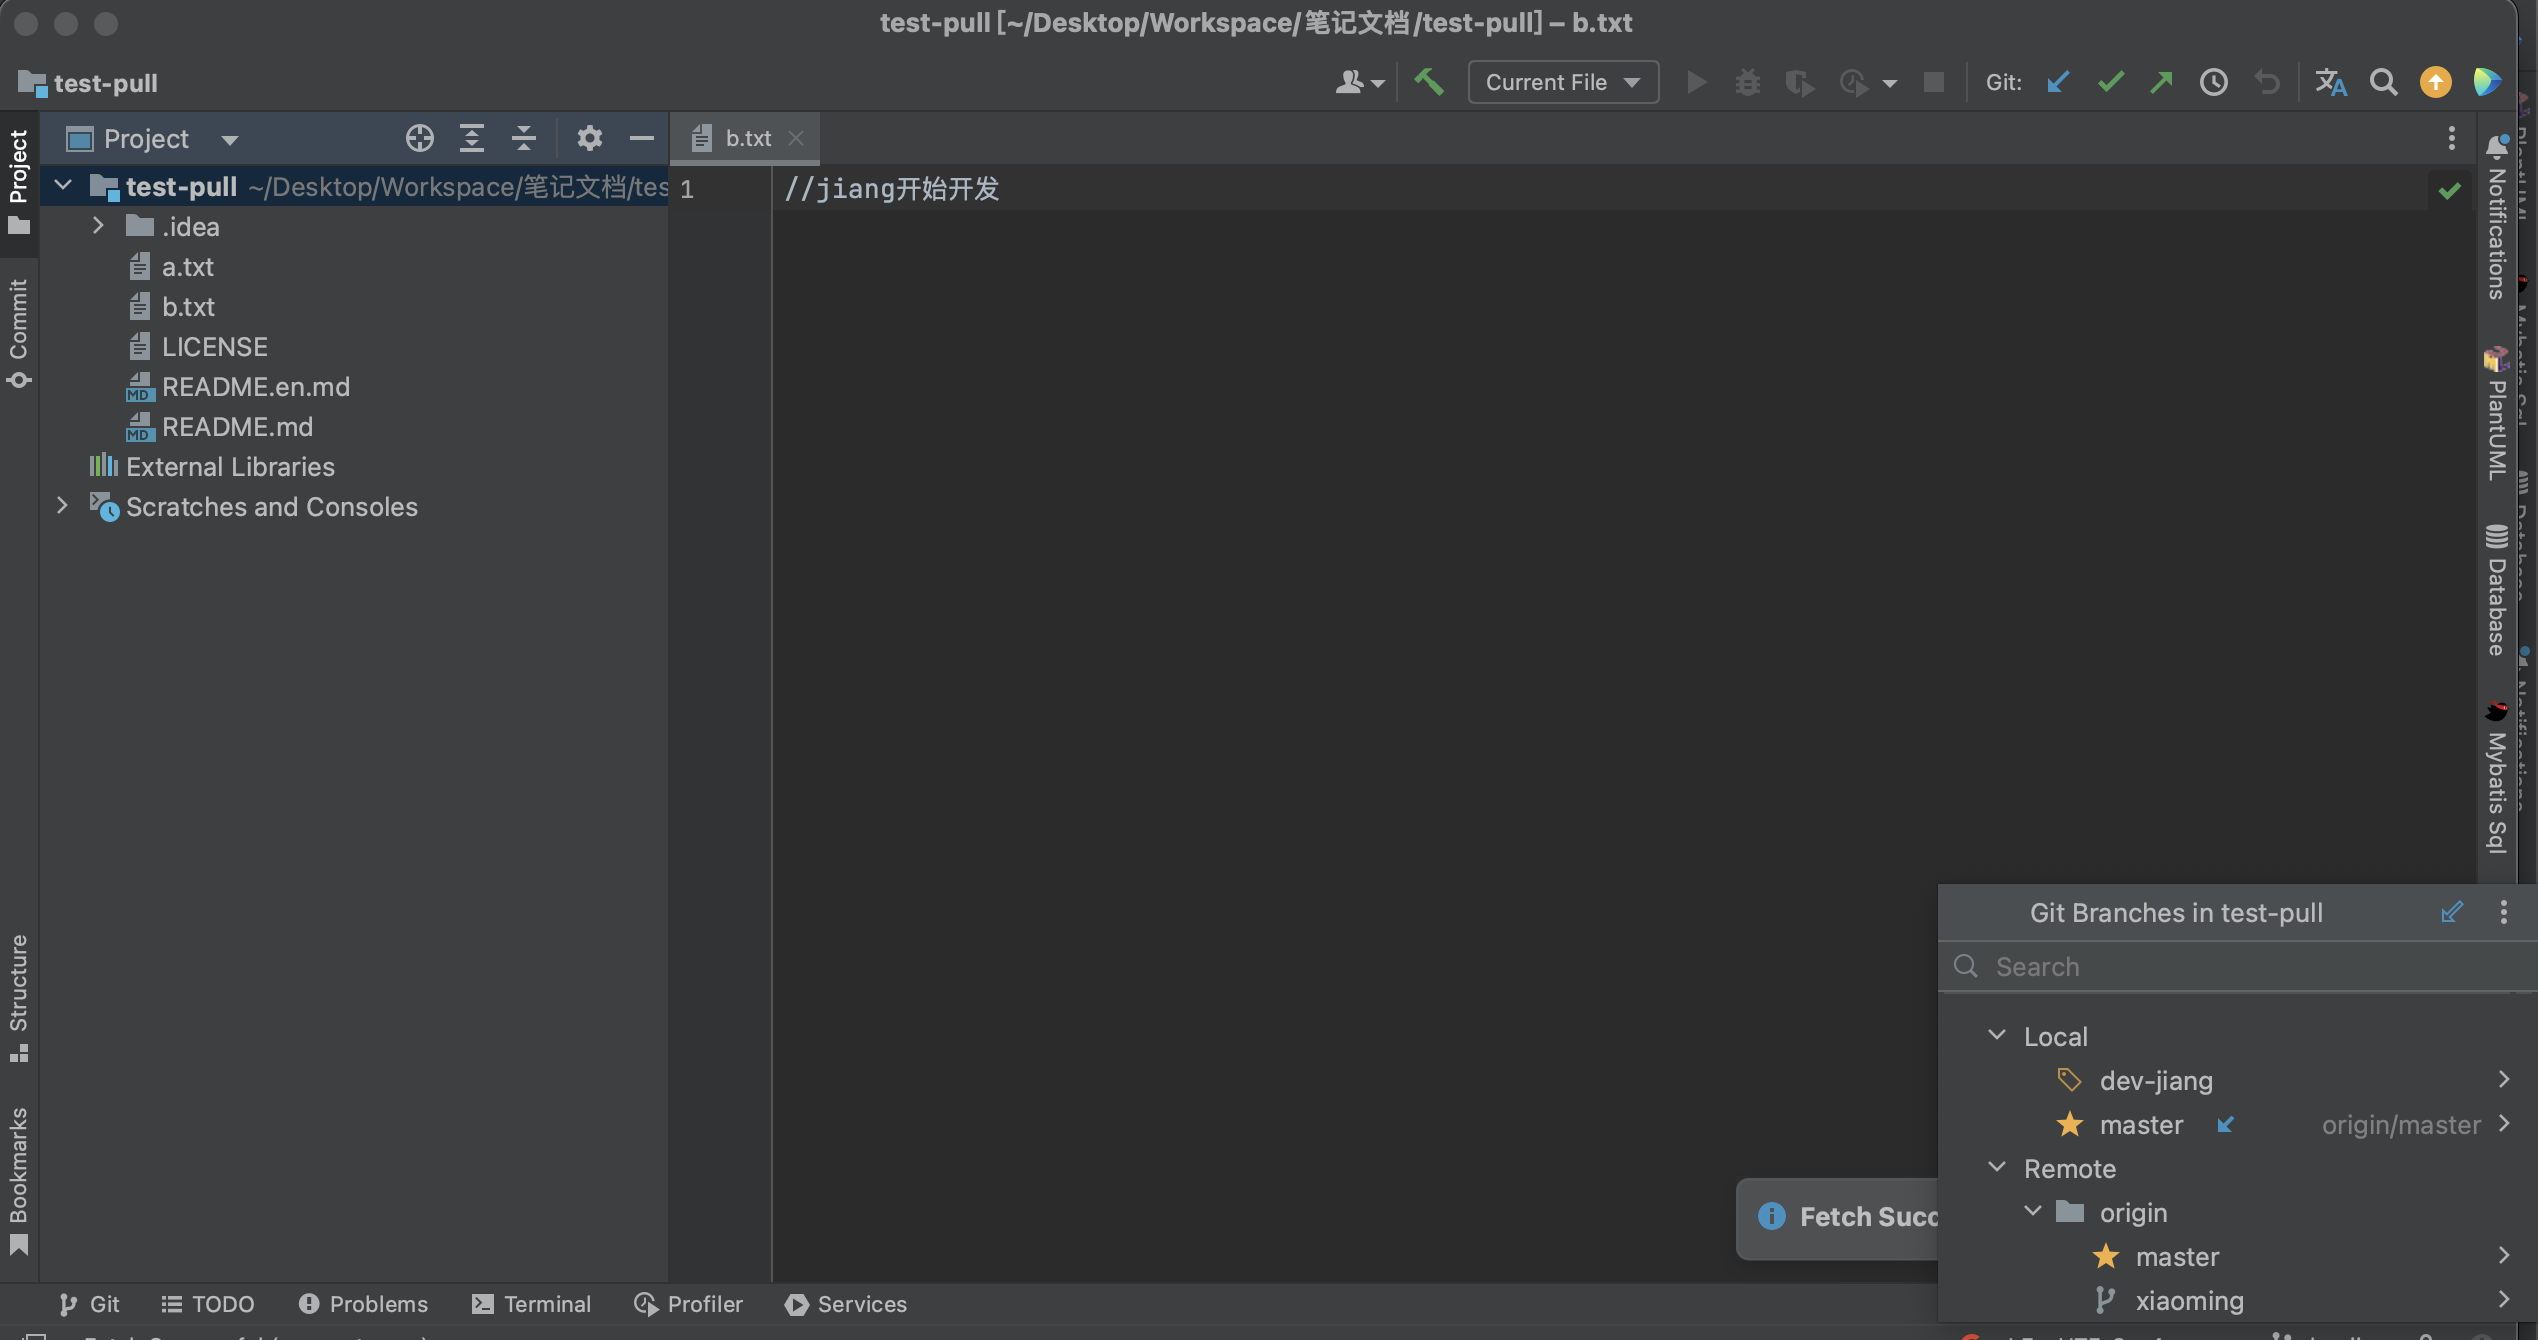 test-pull [~/Desktop/Workspace/笔记文档/test-pull] – b.txt
test-pull
Current File
Git:
Project
b.txt
test-pull ~/Desktop/Workspace/笔记文档/tes
.idea
a.txt
b.txt
LICENSE
README.en.md
README.md
External Libraries
Scratches and Consoles
1 //jiang开始开发
Project
Commit
Structure
Bookmarks
Notifications
PlantUML
Database
Mybatis Sql
Git Branches in test-pull
Search
Local
dev-jiang
master origin/master
Remote
origin
master
xiaoming
Fetch Succ
Git
TODO
Problems
Terminal
Profiler
Services